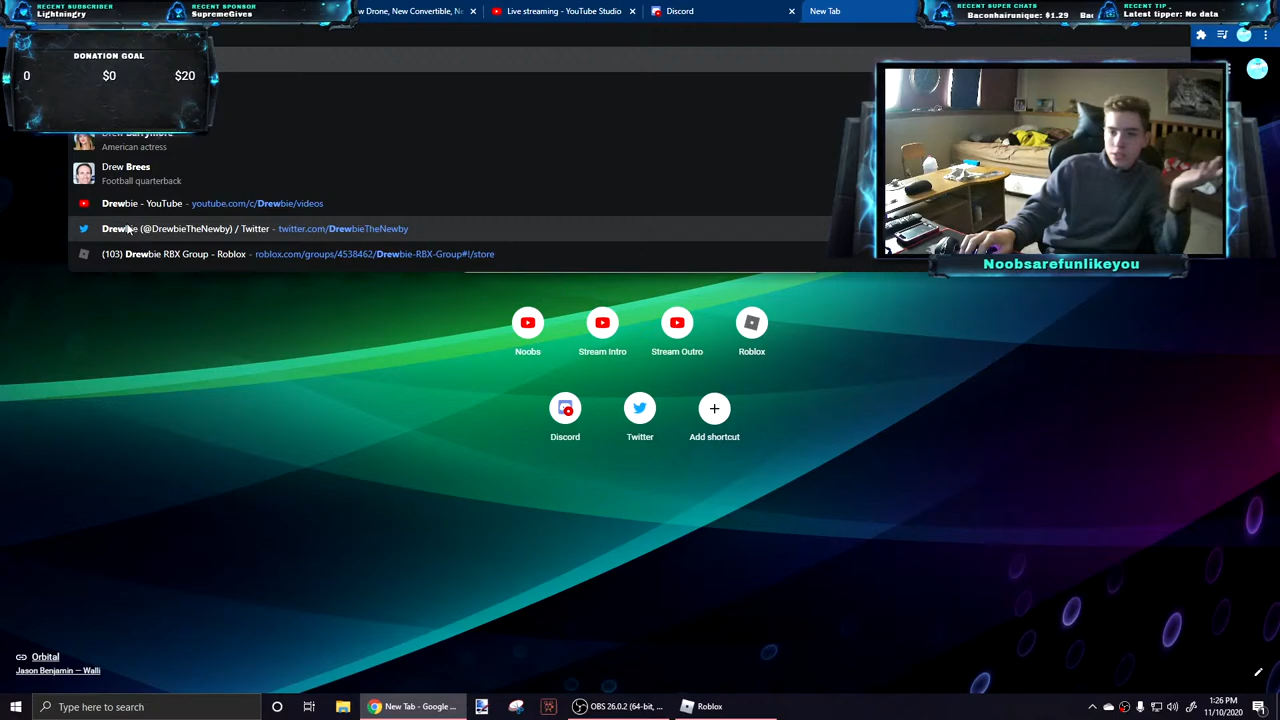 RECENT SUBSCRIBER
Lightningry
RECENT SPONSOR
SupremeGives
w Drone, New Convertible, Ne
Live streaming - YouTube Studio
Discord
New Tab
RECENT SUPER CHATS
Baconhairunique: $1.29
RECENT TIP
Latest tipper: No data
DONATION GOAL
0 $0 $20
Drew Barrymore
American actress
Drew Brees
Football quarterback
Drewbie - YouTube - youtube.com/c/Drewbie/videos
Drewbie (@DrewbieTheNewby) / Twitter - twitter.com/DrewbieTheNewby
(103) Drewbie RBX Group - Roblox - roblox.com/groups/4538462/Drewbie-RBX-Group#!/store
Noobsarefunlikeyou
Noobs
Stream Intro
Stream Outro
Roblox
Discord
Twitter
Add shortcut
Orbital
Jason Benjamin — Walli
Type here to search
New Tab - Google ...
OBS 26.0.2 (64-bit, ...
Roblox
1:26 PM
11/10/2020